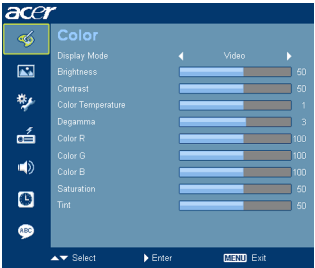 acer
Color
Display Mode Video
Brightness 50
Contrast 50
Color Temperature 1
Degamma 3
Color R 100
Color G 100
Color B 100
Saturation 50
Tint 50
ABC
Select Enter MENU Exit